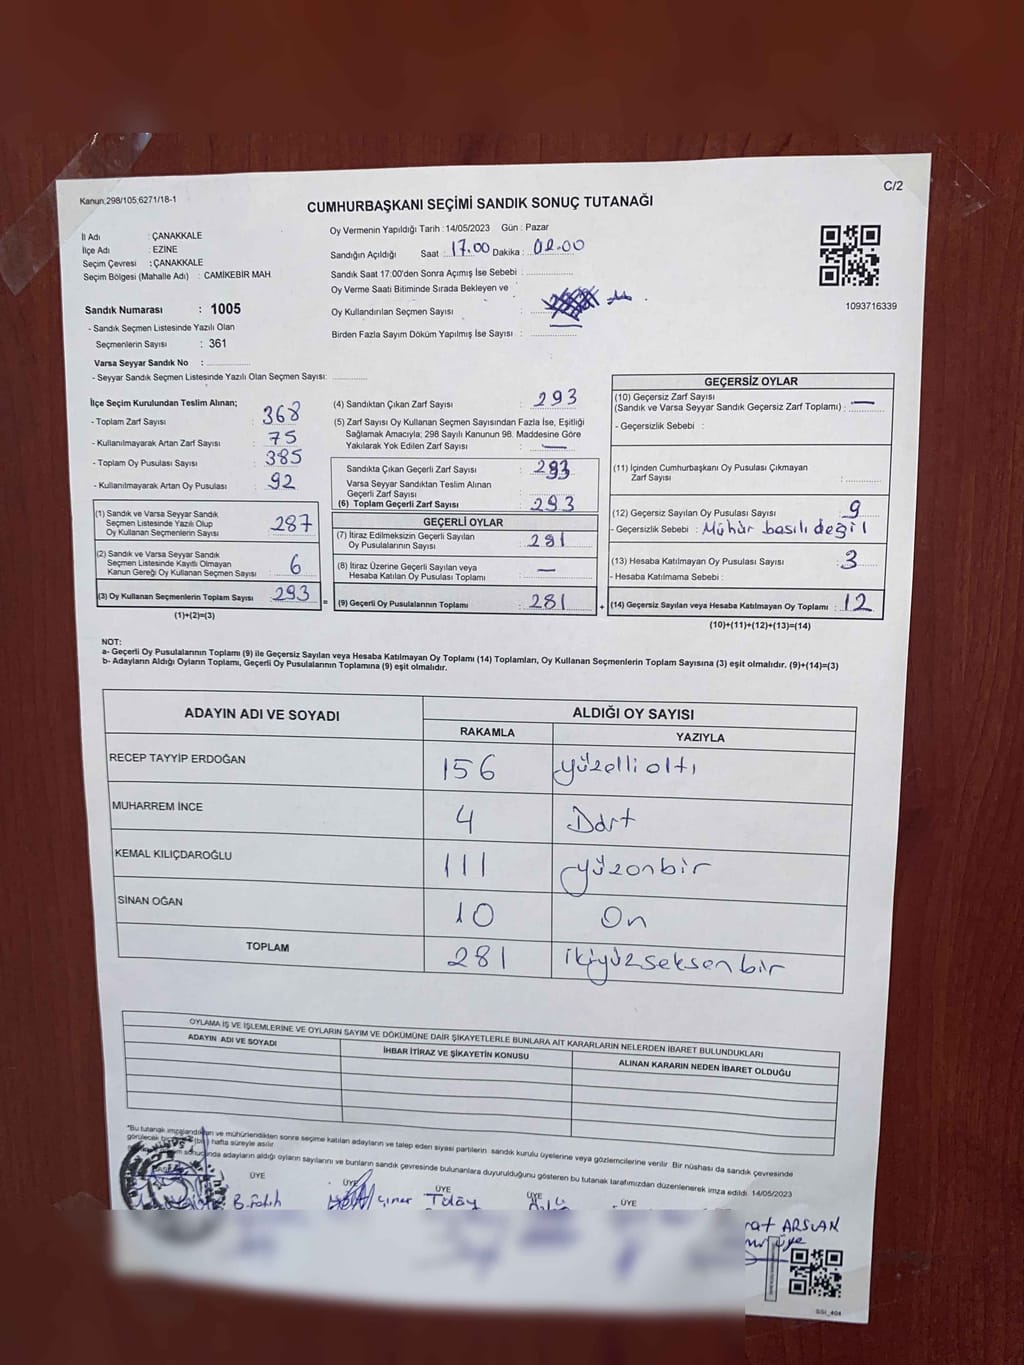 Kanun;298/105;6271/18-1
C/2
CUMHURBAŞKANI SEÇİMİ SANDIK SONUÇ TUTANAĞI
İl Adı : ÇANAKKALE
İlçe Adı : EZİNE
Seçim Çevresi : ÇANAKKALE
Seçim Bölgesi (Mahalle Adı) : CAMİKEBİR MAH.
Sandık Numarası : 1005
- Sandık Seçmen Listesinde Yazılı Olan
Seçmenlerin Sayısı : 361
Varsa Seyyar Sandık No :
- Seyyar Sandık Seçmen Listesinde Yazılı Olan Seçmen Sayısı:
Oy Vermenin Yapıldığı Tarih : 14/05/2023 Gün : Pazar
Sandığın Açıldığı Saat : 17.00 Dakika : 00.00
Sandık Saat 17:00'den Sonra Açımış İse Sebebi :
Oy Verme Saati Bitiminde Sırada Bekleyen ve
Oy Kullandırılan Seçmen Sayısı :
Birden Fazla Sayım Döküm Yapılmış İse Sayısı :
1093716339
İlçe Seçim Kurulundan Teslim Alınan;
- Toplam Zarf Sayısı : 368
- Kullanılmayarak Artan Zarf Sayısı : 75
- Toplam Oy Pusulası Sayısı : 385
- Kullanılmayarak Artan Oy Pusulası : 92
(1) Sandık ve Varsa Seyyar Sandık
Seçmen Listesinde Yazılı Olup
Oy Kullanan Seçmenlerin Sayısı : 287
(2) Sandık ve Varsa Seyyar Sandık
Seçmen Listesinde Kayıtlı Olmayan
Kanun Gereği Oy Kullanan Seçmen Sayısı : 6
(3) Oy Kullanan Seçmenlerin Toplam Sayısı : 293 =
(1)+(2)=(3)
(4) Sandıktan Çıkan Zarf Sayısı : 293
(5) Zarf Sayısı Oy Kullanan Seçmen Sayısından Fazla İse, Eşitliği
Sağlamak Amacıyla; 298 Sayılı Kanunun 98. Maddesine Göre
Yakılarak Yok Edilen Zarf Sayısı : —
Sandıkta Çıkan Geçerli Zarf Sayısı : 293
Varsa Seyyar Sandıktan Teslim Alınan
Geçerli Zarf Sayısı :
(6) Toplam Geçerli Zarf Sayısı : 293
GEÇERLİ OYLAR
(7) İtiraz Edilmeksizin Geçerli Sayılan
Oy Pusulalarının Sayısı : 281
(8) İtiraz Üzerine Geçerli Sayılan veya
Hesaba Katılan Oy Pusulası Toplamı : —
(9) Geçerli Oy Pusulalarının Toplamı : 281 +
GEÇERSİZ OYLAR
(10) Geçersiz Zarf Sayısı
(Sandık ve Varsa Seyyar Sandık Geçersiz Zarf Toplamı) : —
- Geçersizlik Sebebi :
(11) İçinden Cumhurbaşkanı Oy Pusulası Çıkmayan
Zarf Sayısı :
(12) Geçersiz Sayılan Oy Pusulası Sayısı : 9
- Geçersizlik Sebebi : Mühür basılı değil
(13) Hesaba Katılmayan Oy Pusulası Sayısı : 3
- Hesaba Katılmama Sebebi :
(14) Geçersiz Sayılan veya Hesaba Katılmayan Oy Toplamı : 12
(10)+(11)+(12)+(13)=(14)
NOT:
a- Geçerli Oy Pusulalarının Toplamı (9) ile Geçersiz Sayılan veya Hesaba Katılmayan Oy Toplamı (14) Toplamları, Oy Kullanan Seçmenlerin Toplam Sayısına (3) eşit olmalıdır. (9)+(14)=(3)
b- Adayların Aldığı Oyların Toplamı, Geçerli Oy Pusulalarının Toplamına (9) eşit olmalıdır.
ADAYIN ADI VE SOYADI ALDIĞI OY SAYISI
RAKAMLA YAZIYLA
RECEP TAYYİP ERDOĞAN 156 yüzellialtı
MUHARREM İNCE 4 Dört
KEMAL KILIÇDAROĞLU 111 yüzonbir
SİNAN OĞAN 10 On
TOPLAM 281 ikiyüzseksenbir
OYLAMA İŞ VE İŞLEMLERİNE VE OYLARIN SAYIM VE DÖKÜMÜNE DAİR ŞİKAYETLERLE BUNLARA AİT KARARLARIN NELERDEN İBARET BULUNDUKLARI
ADAYIN ADI VE SOYADI İHBAR İTİRAZ VE ŞİKAYETİN KONUSU ALINAN KARARIN NEDEN İBARET OLDUĞU
*Bu tutanak imzalandıktan ve mühürlendikten sonra seçime katılan adayların ve talep eden siyasi partilerin sandık kurulu üyelerine veya gözlemcilerine verilir. Bir nüshası da sandık çevresinde
görülecek bir (bir) hafta süreyle asılır.
sonucunda adayların aldığı oyların sayılarını ve bunların sandık çevresinde bulunanlara duyurulduğunu gösteren bu tutanak tarafımızdan düzenlenerek imza edildi. 14/05/2023
ÜYE ÜYE ÜYE ÜYE ÜYE
B. Fatih Çınar Tülay
rat ARSLAN
Üye
SSI_404